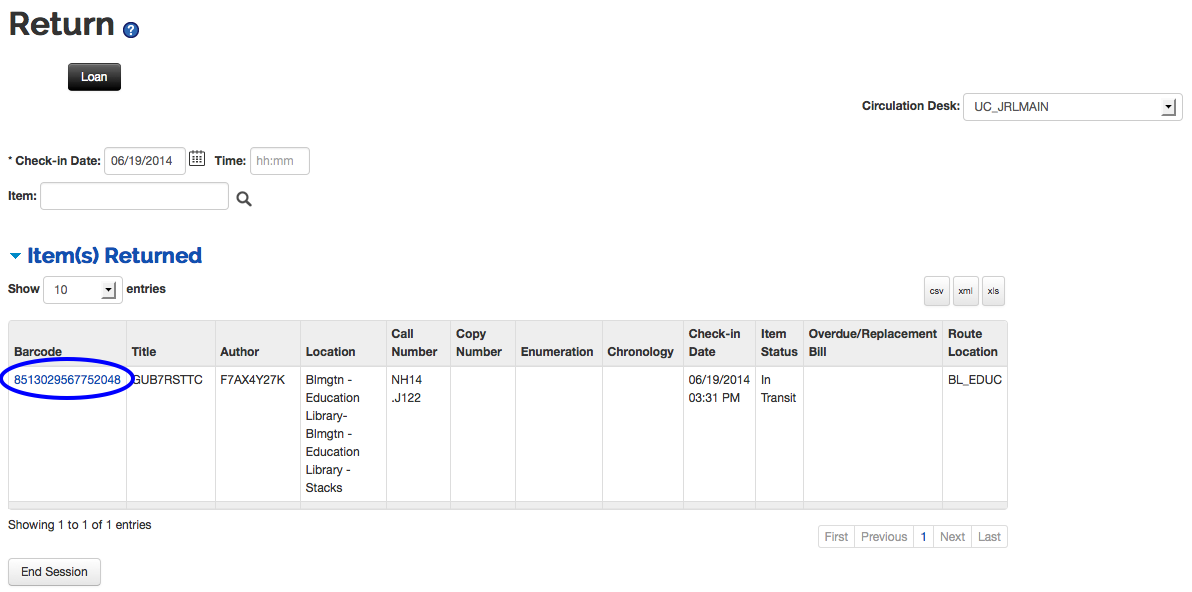 Return ?
Loan
Circulation Desk: UC_JRLMAIN
* Check-in Date: 06/19/2014 Time: hh:mm
Item:
Item(s) Returned
Show 10 entries csv xml xls
Barcode Title Author Location Call Number Copy Number Enumeration Chronology Check-in Date Item Status Overdue/Replacement Bill Route Location
8513029567752048 GUB7RSTTC F7AX4Y27K Blmgtn - Education Library- Blmgtn - Education Library - Stacks NH14 .J122 06/19/2014 03:31 PM In Transit BL_EDUC
Showing 1 to 1 of 1 entries
First Previous 1 Next Last
End Session